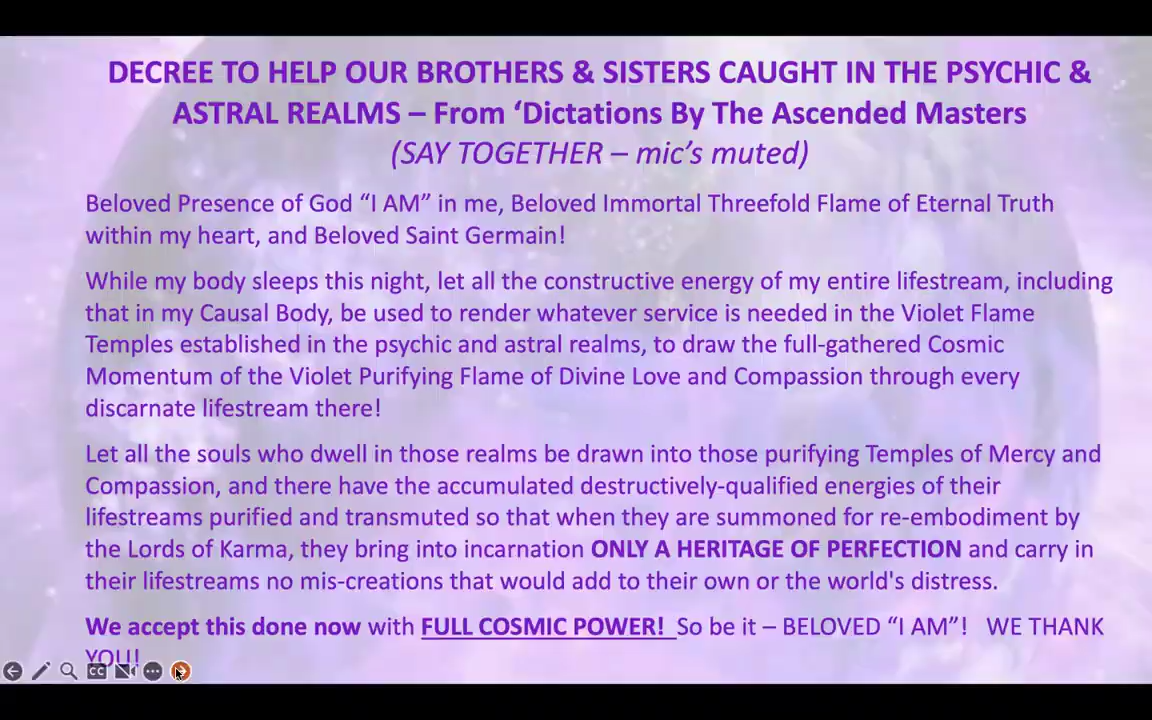 DECREE TO HELP OUR BROTHERS & SISTERS CAUGHT IN THE PSYCHIC &
ASTRAL REALMS – From ‘Dictations By The Ascended Masters
(SAY TOGETHER – mic’s muted)
Beloved Presence of God “I AM” in me, Beloved Immortal Threefold Flame of Eternal Truth
within my heart, and Beloved Saint Germain!
While my body sleeps this night, let all the constructive energy of my entire lifestream, including
that in my Causal Body, be used to render whatever service is needed in the Violet Flame
Temples established in the psychic and astral realms, to draw the full-gathered Cosmic
Momentum of the Violet Purifying Flame of Divine Love and Compassion through every
discarnate lifestream there!
Let all the souls who dwell in those realms be drawn into those purifying Temples of Mercy and
Compassion, and there have the accumulated destructively-qualified energies of their
lifestreams purified and transmuted so that when they are summoned for re-embodiment by
the Lords of Karma, they bring into incarnation ONLY A HERITAGE OF PERFECTION and carry in
their lifestreams no mis-creations that would add to their own or the world's distress.
We accept this done now with FULL COSMIC POWER! So be it – BELOVED “I AM”! WE THANK
YOU!
CC